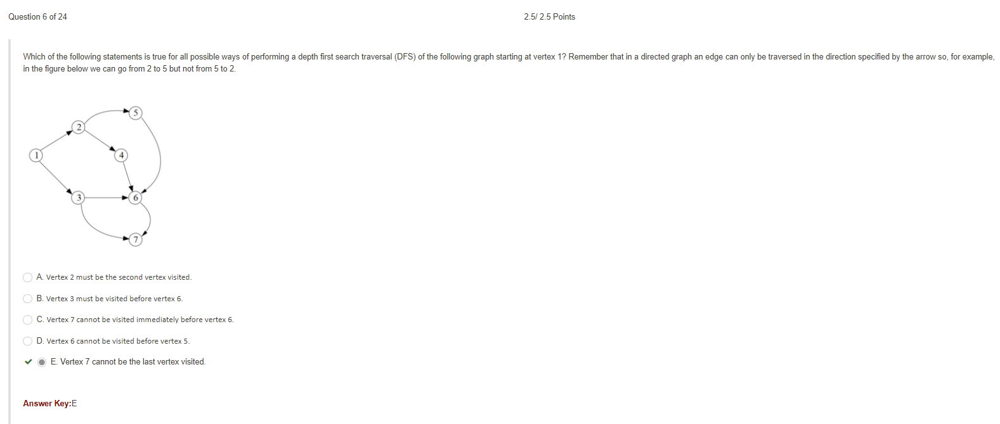 Question 6 of 24
2.5/ 2.5 Points
Which of the following statements is true for all possible ways of performing a depth first search traversal (DFS) of the following graph starting at vertex 1? Remember that in a directed graph an edge can only be traversed in the direction specified by the arrow so, for example,
in the figure below we can go from 2 to 5 but not from 5 to 2.
5
2
1
4
3
6
7
A. Vertex 2 must be the second vertex visited.
B. Vertex 3 must be visited before vertex 6.
C. Vertex 7 cannot be visited immediately before vertex 6.
D. Vertex 6 cannot be visited before vertex 5.
E. Vertex 7 cannot be the last vertex visited.
Answer Key:E